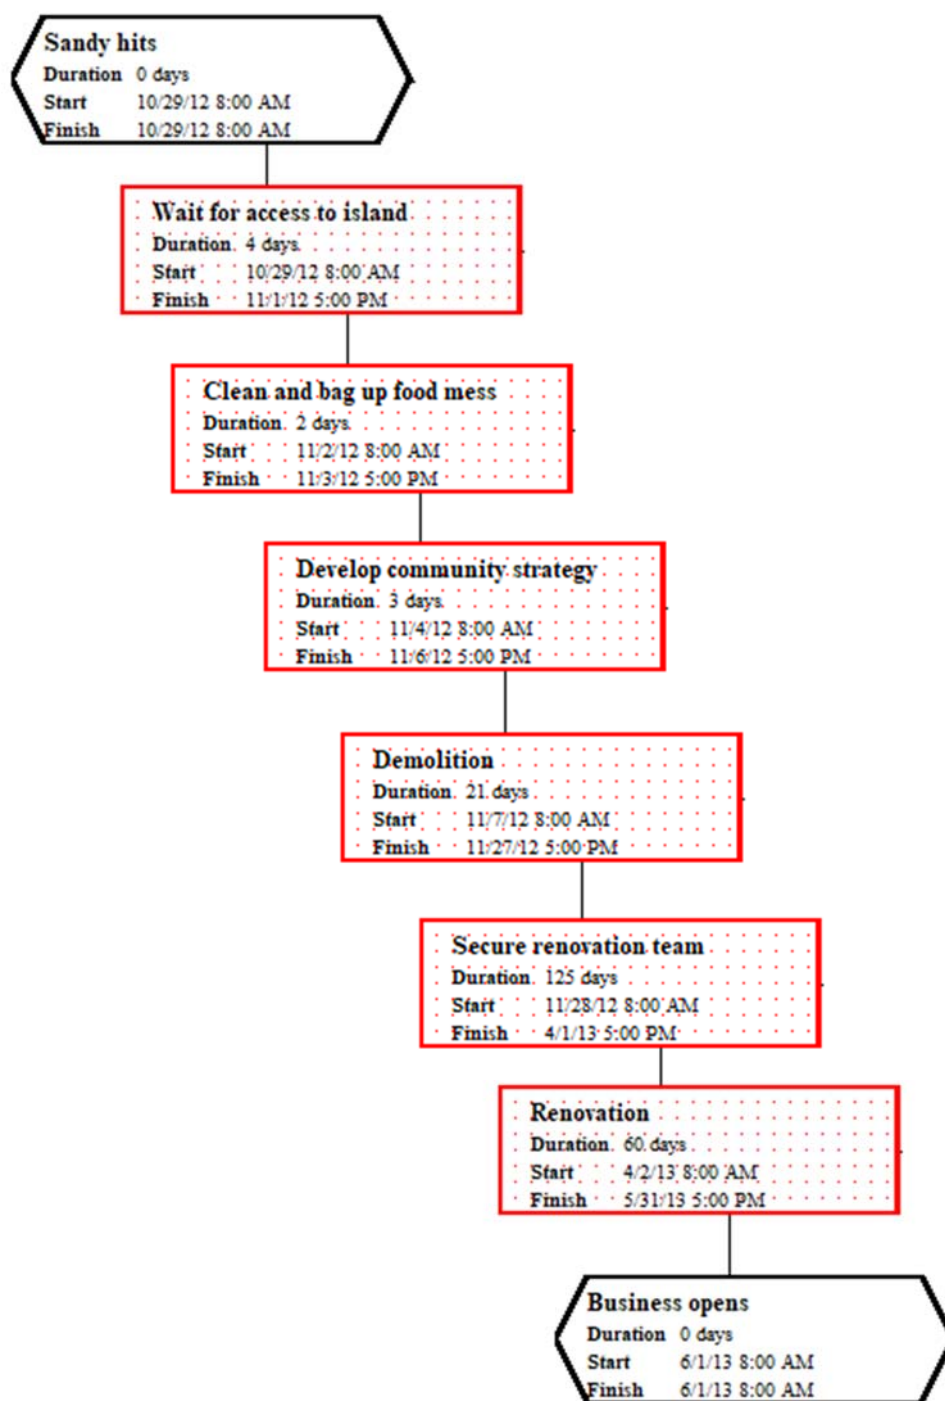 Sandy hits
Duration 0 days
Start 10/29/12 8:00 AM
Finish 10/29/12 8:00 AM
Wait for access to island
Duration 4 days
Start 10/29/12 8:00 AM
Finish 11/1/12 5:00 PM
Clean and bag up food mess
Duration 2 days
Start 11/2/12 8:00 AM
Finish 11/3/12 5:00 PM
Develop community strategy
Duration 3 days
Start 11/4/12 8:00 AM
Finish 11/6/12 5:00 PM
Demolition
Duration 21 days
Start 11/7/12 8:00 AM
Finish 11/27/12 5:00 PM
Secure renovation team
Duration 125 days
Start 11/28/12 8:00 AM
Finish 4/1/13 5:00 PM
Renovation
Duration 60 days
Start 4/2/13 8:00 AM
Finish 5/31/13 5:00 PM
Business opens
Duration 0 days
Start 6/1/13 8:00 AM
Finish 6/1/13 8:00 AM